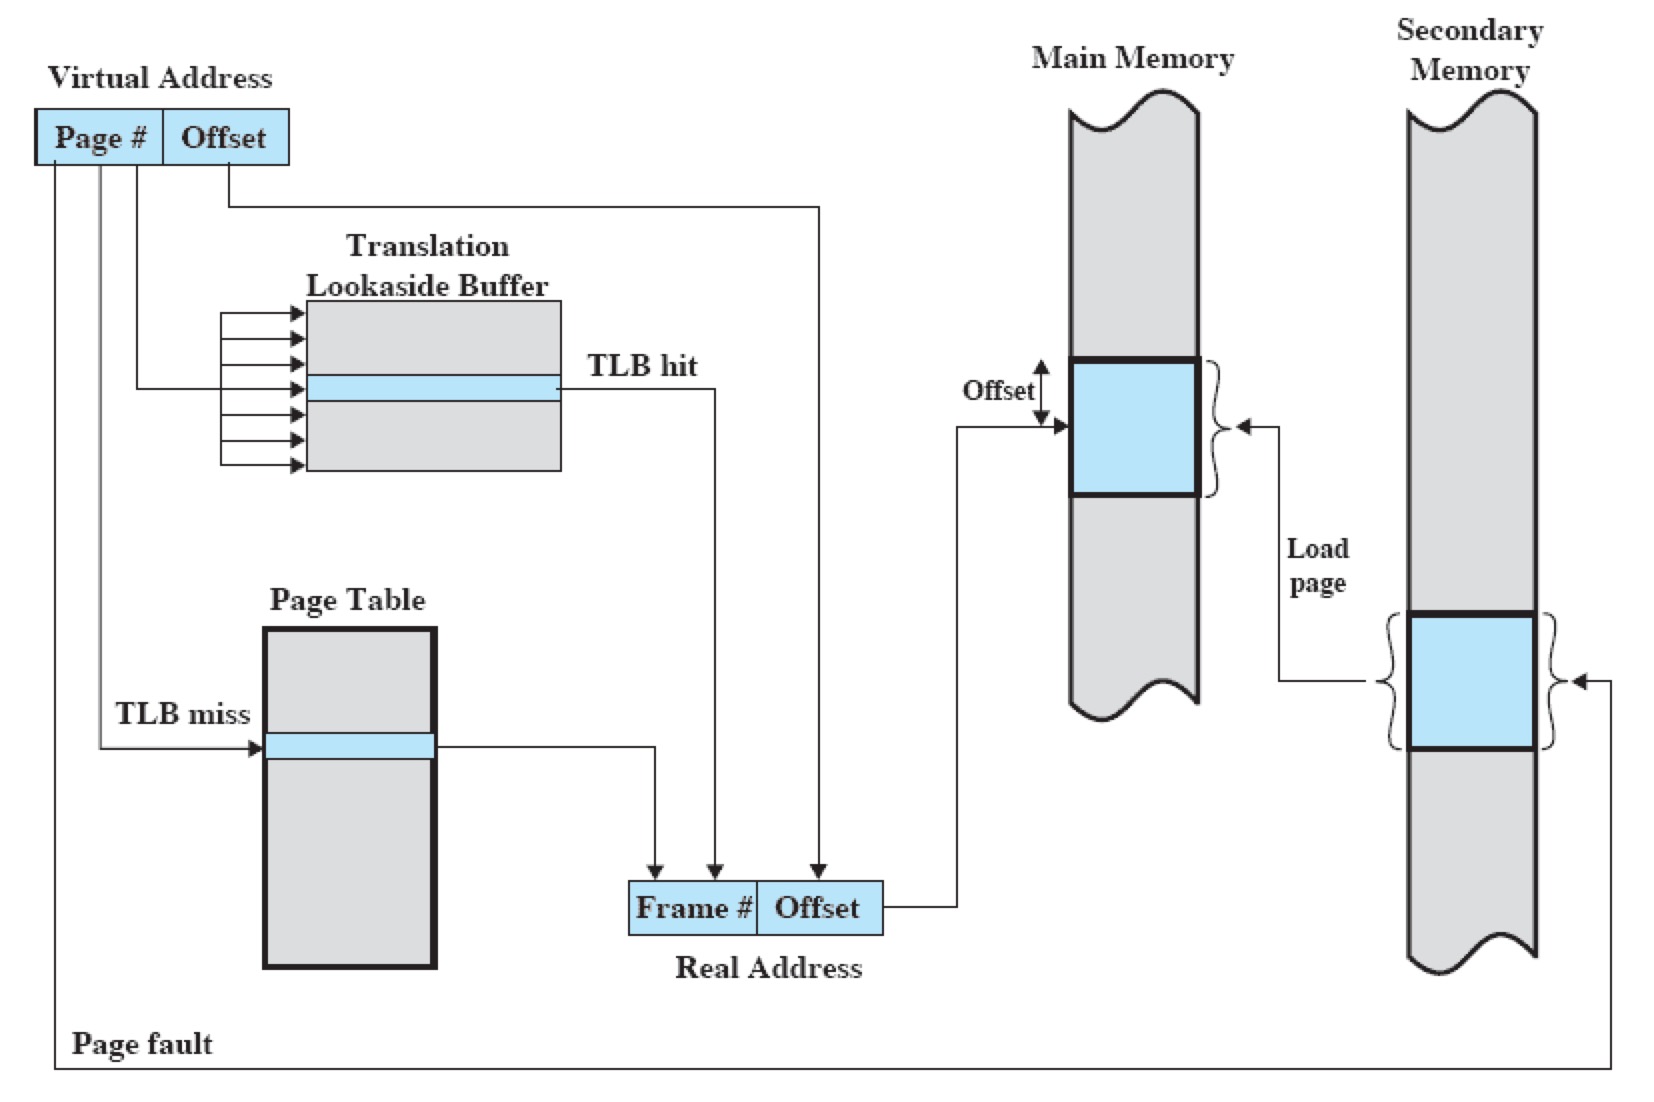 Virtual Address
Page #
Offset
Translation
Lookaside Buffer
TLB hit
Page Table
TLB miss
Frame #
Offset
Real Address
Page fault
Main Memory
Offset
Load
page
Secondary
Memory